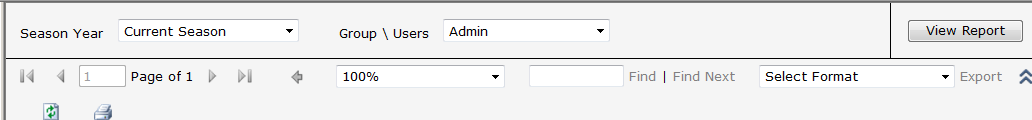 Season Year Current Season Group \ Users Admin View Report
1 Page of 1 100% Find | Find Next Select Format Export